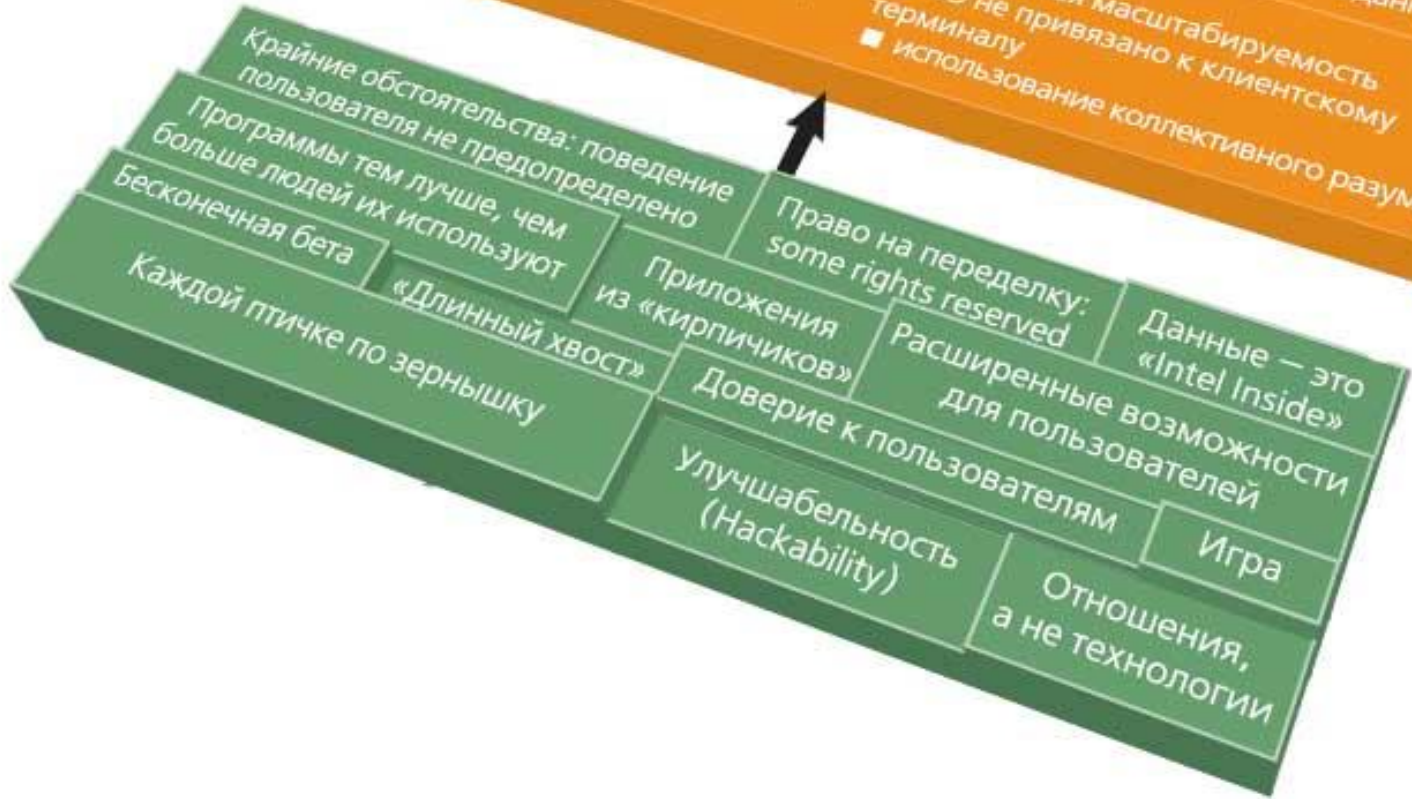 масштабируемость
не привязано к клиентскому
терминалу
■ использование коллективного
Крайние обстоятельства: поведение
пользователя не предопределено
Программы тем лучше, чем
больше людей их используют
Бесконечная бета
Каждой птичке по зернышку
«Длинный хвост»
Приложения
из «кирпичиков»
Право на переделку:
some rights reserved
Данные — это
«Intel Inside»
Расширенные возможности
для пользователей
Доверие к пользователям
Игра
Улучшабельность
(Hackability)
Отношения,
а не технологии